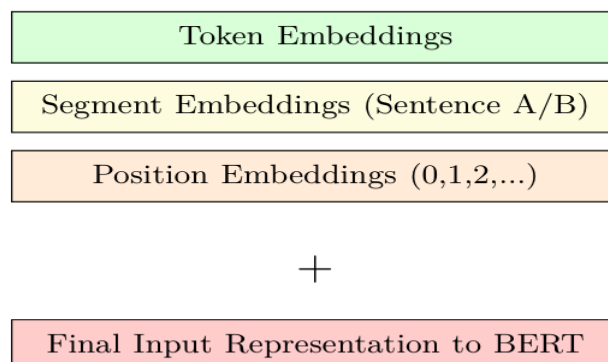 Token Embeddings
Segment Embeddings (Sentence A/B)
Position Embeddings (0,1,2,...)
+
Final Input Representation to BERT